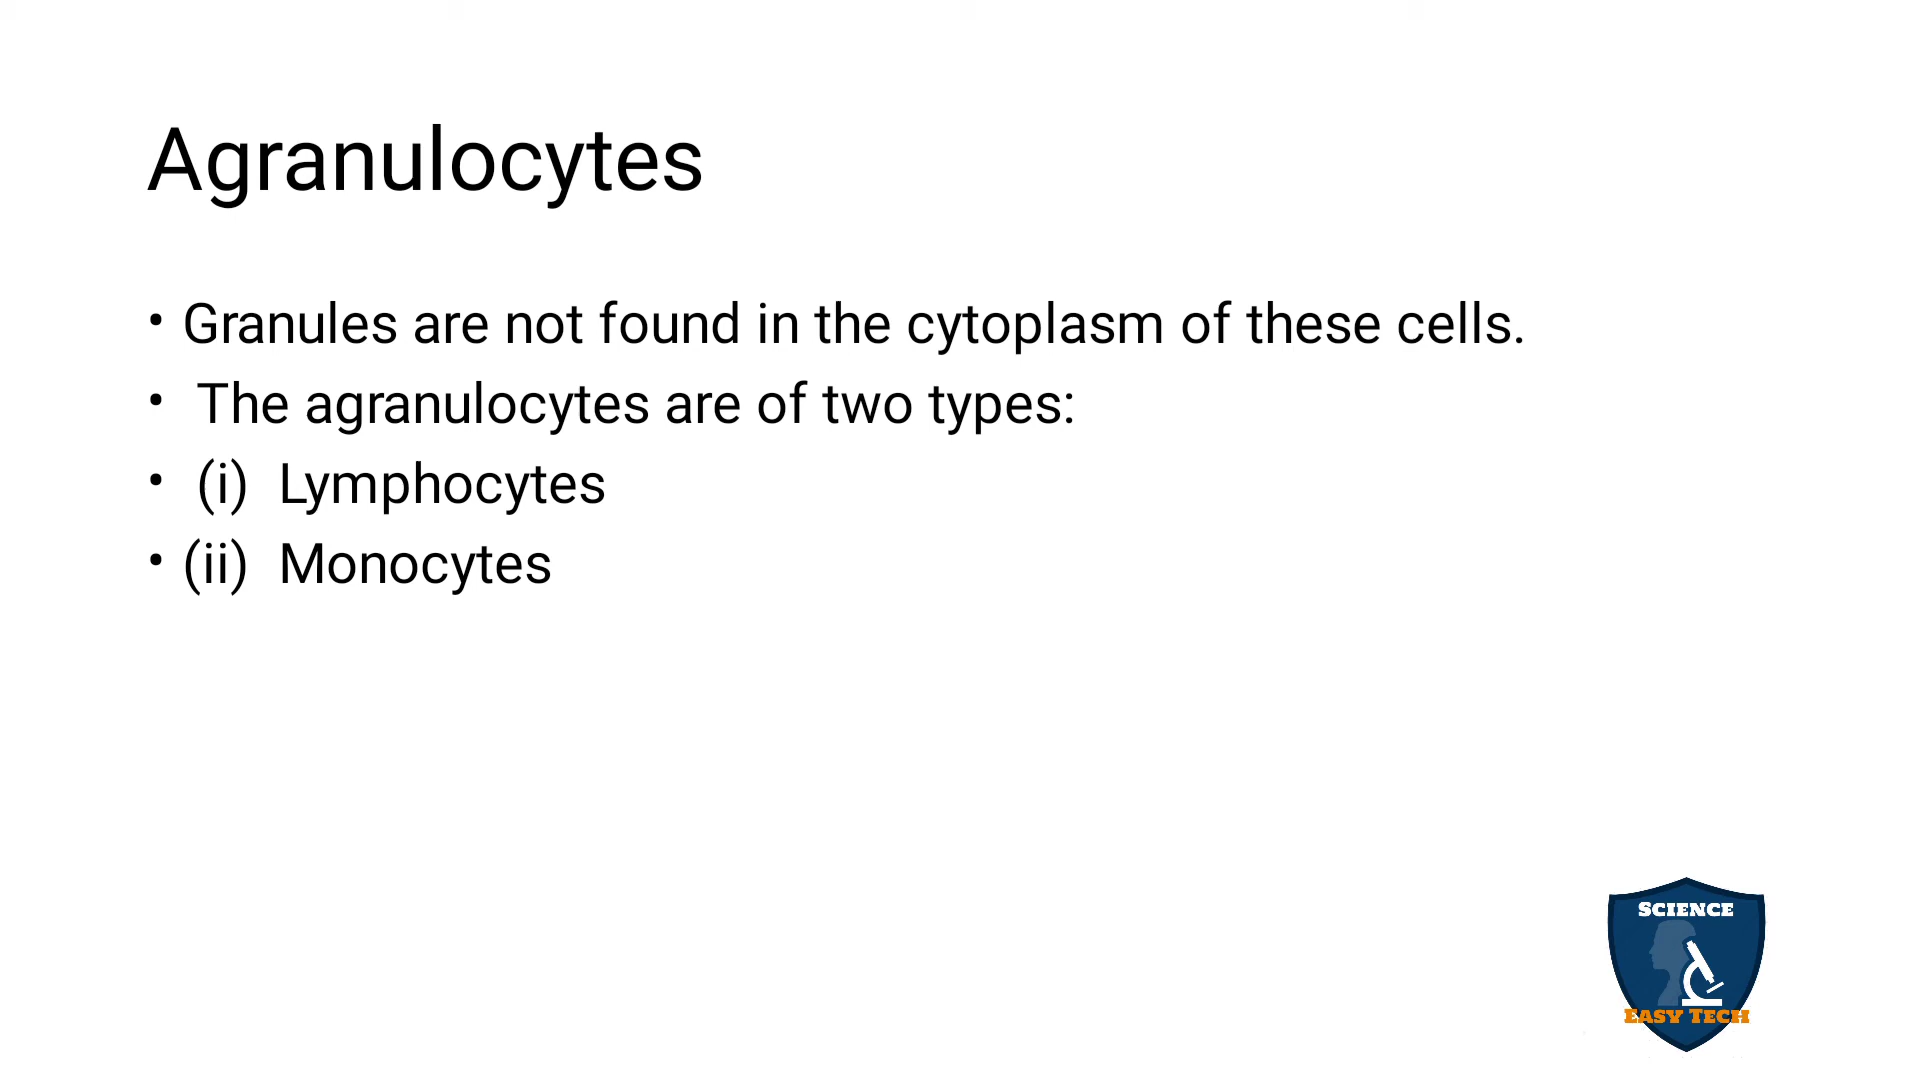 Agranulocytes
• Granules are not found in the cytoplasm of these cells.
• The agranulocytes are of two types:
• (i) Lymphocytes
• (ii) Monocytes
SCIENCE
EASY TECH